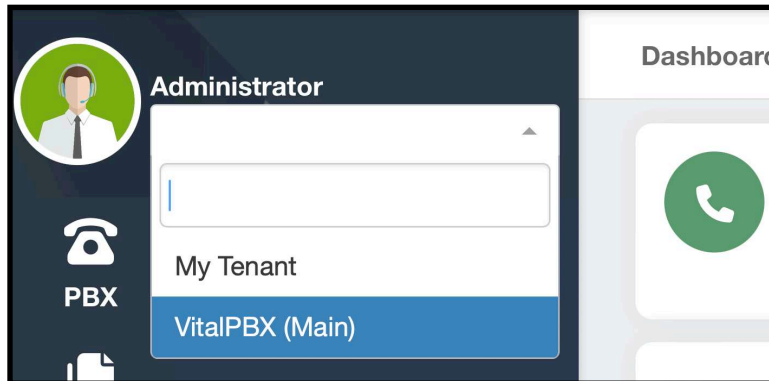 Administrator
Dashboard
My Tenant
PBX
VitalPBX (Main)